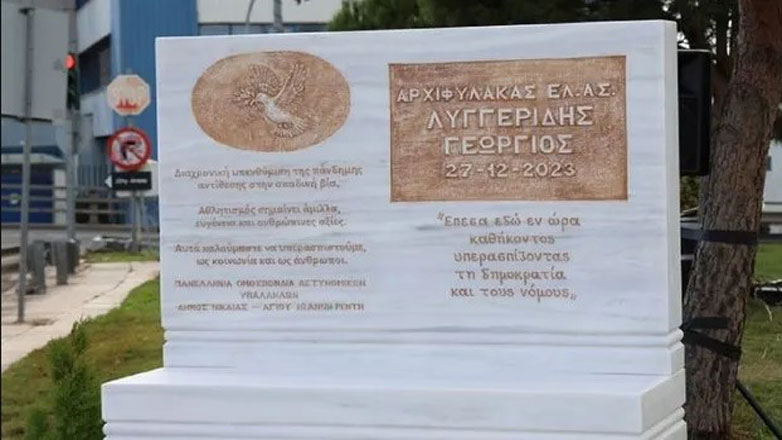 Διαχρονική υπενθύμιση της πάνδημης
αντίθεσης στην οπαδική βία.
Αθλητισμός σημαίνει άμιλλα,
ευγένεια και ανθρώπινες αξίες.
Αυτά καλούμαστε να υπερασπιστούμε,
ως κοινωνία και ως άνθρωποι.
ΠΑΝΕΛΛΗΝΙΑ ΟΜΟΣΠΟΝΔΙΑ ΑΣΤΥΝΟΜΙΚΩΝ
ΥΠΑΛΛΗΛΩΝ
ΔΗΜΟΣ ΝΙΚΑΙΑΣ – ΑΓΙΟΥ ΙΩΑΝΝΗ ΡΕΝΤΗ
ΑΡΧΙΦΥΛΑΚΑΣ ΕΛ.ΑΣ.
ΛΥΓΓΕΡΙΔΗΣ
ΓΕΩΡΓΙΟΣ
27-12-2023
"Έπεσα εδώ εν ώρα
καθήκοντος
υπερασπίζοντας
τη δημοκρατία
και τους νόμους„